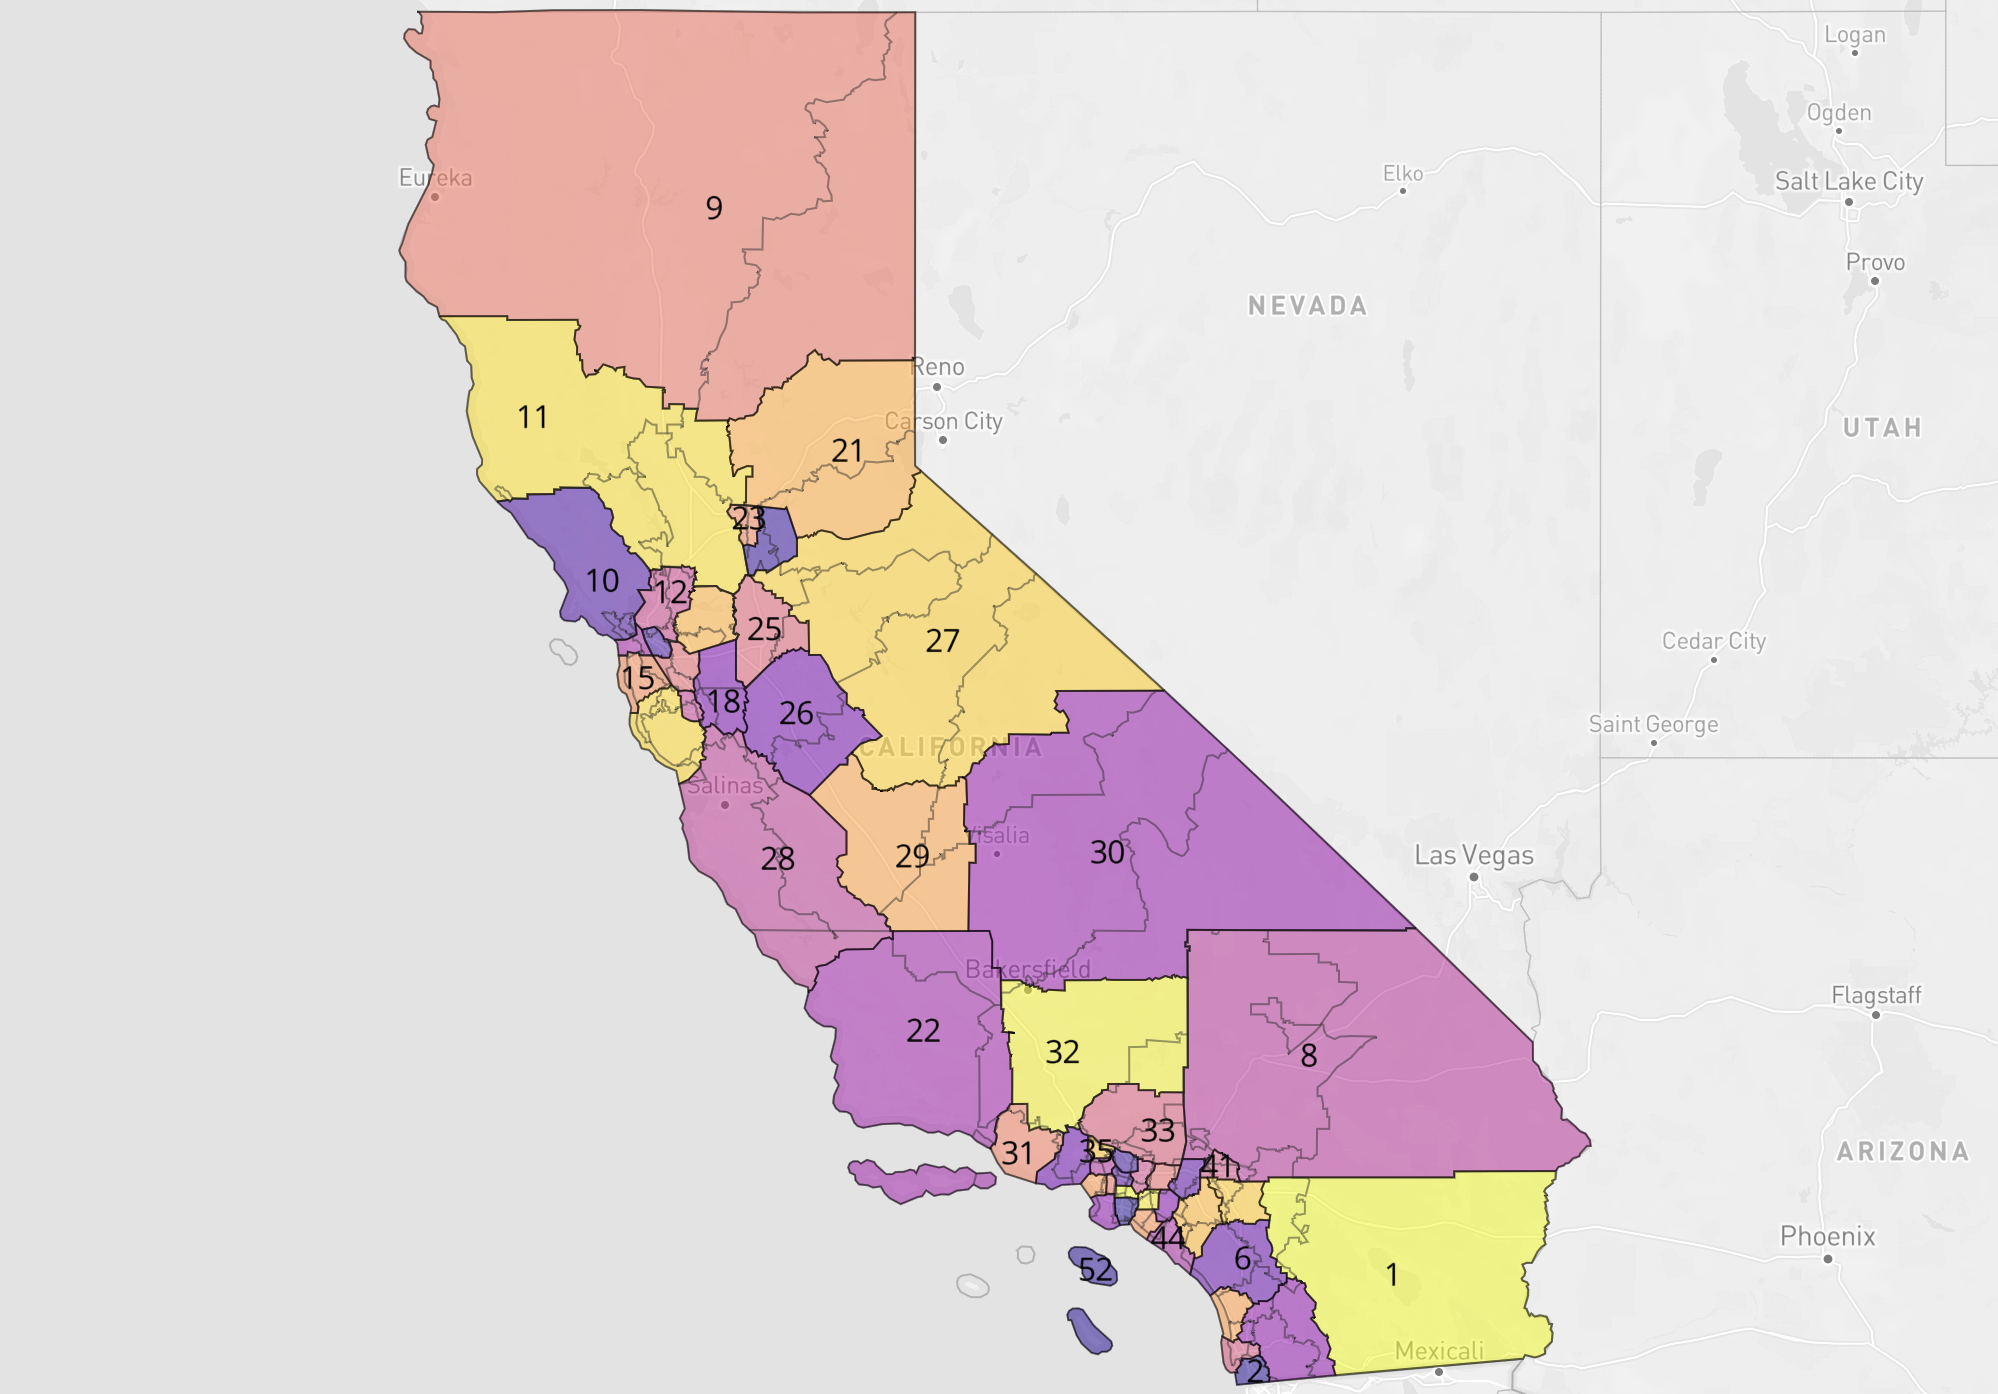 Logan
Ogden
Eureka
Elko
Salt Lake City
9
Provo
NEVADA
Reno
11
Carson City
UTAH
21
23
10
12
25
27
Cedar City
15
18
26
Saint George
CALIFORNIA
Salinas
isalia
28
29
30
Las Vegas
Bakersfield
Flagstaff
22
32
8
33
31
35
41
ARIZONA
44
Phoenix
6
52
1
Mexicali
2